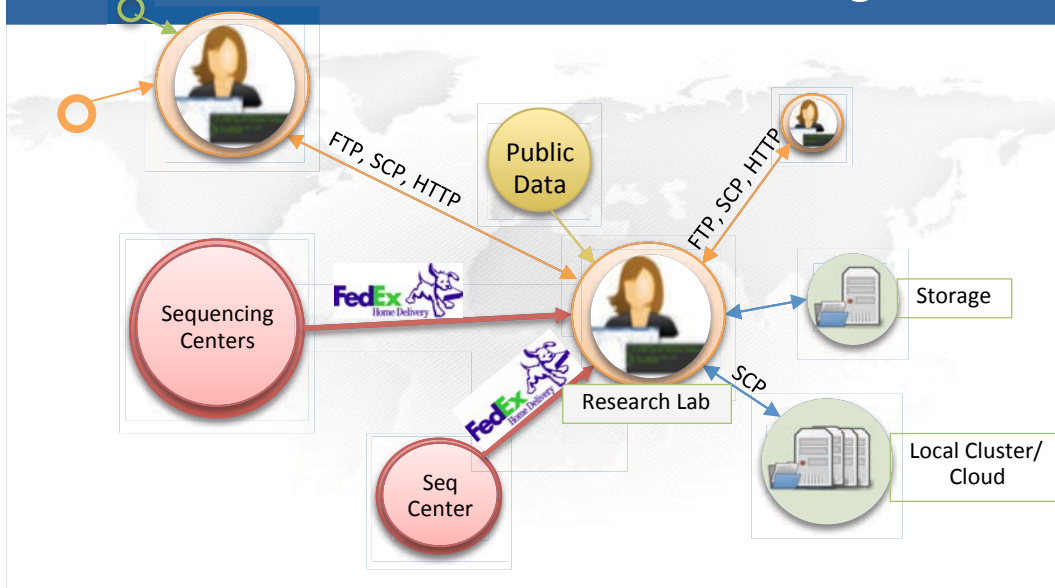 FTP, SCP, HTTP
Public
Data
FTP, SCP, HTTP
FedEx
Home Delivery
Sequencing
Centers
Storage
FedEx
Home Delivery
SCP
Research Lab
Local Cluster/
Cloud
Seq
Center